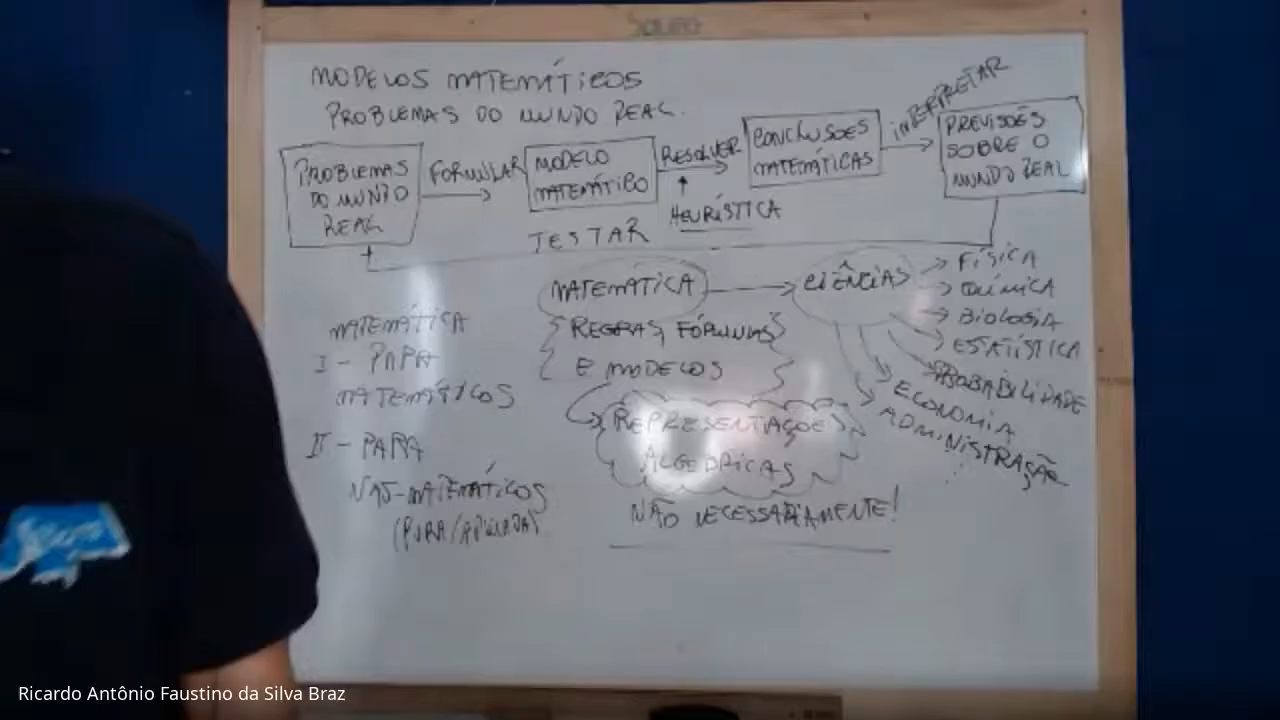 MODELOS MATEMÁTICOS
PROBLEMAS DO MUNDO REAL.
PROBLEMAS
DO MUNDO
REAL
FORMULAR
MODELO
MATEMÁTICO
RESOLVER
HEURÍSTICA
CONCLUSÕES
MATEMÁTICAS
INTERPRETAR
PREVISÕES
SOBRE O
MUNDO REAL
TESTAR
MATEMÁTICA
I - PARA
MATEMÁTICOS
II - PARA
NÃO-MATEMÁTICOS
(PURA/APLICADA)
MATEMÁTICA
REGRAS, FÓRMULAS
E MODELOS
REPRESENTAÇÕES
ALGÉBRICAS
NÃO NECESSARIAMENTE!
CIÊNCIAS
FÍSICA
QUÍMICA
BIOLOGIA
ESTATÍSTICA
PROBABILIDADE
ECONOMIA
ADMINISTRAÇÃO
Ricardo Antônio Faustino da Silva Braz